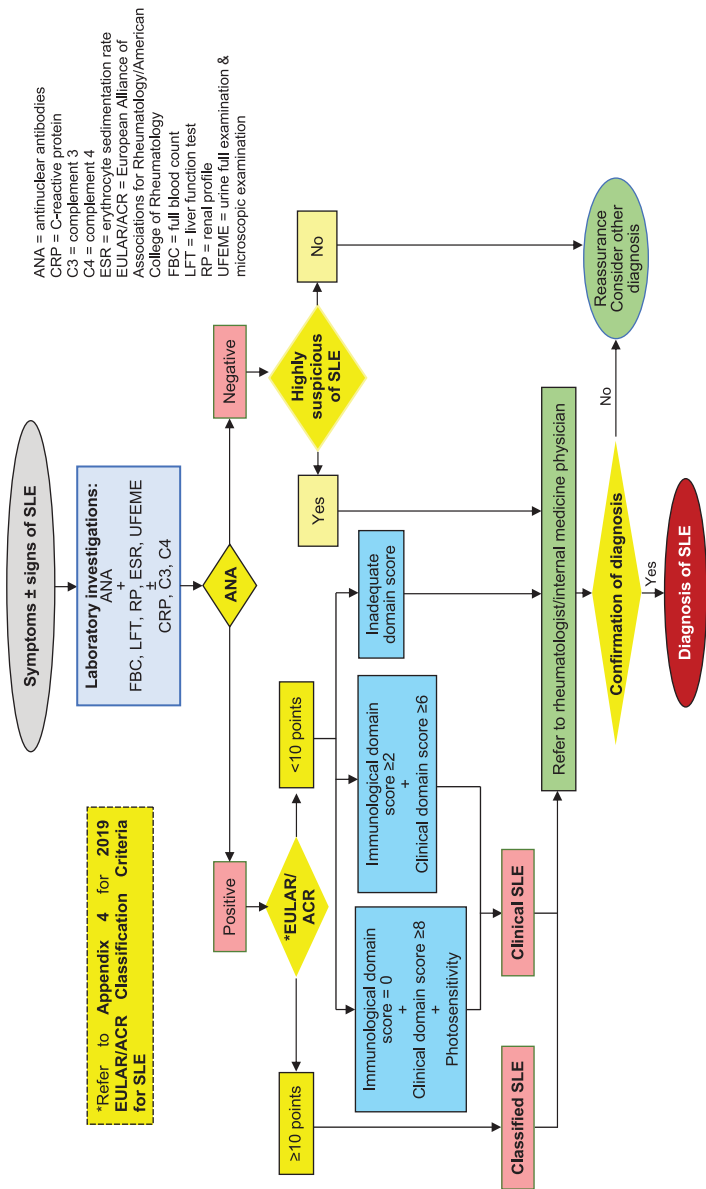 Symptoms ± signs of SLE
Laboratory investigations:
ANA
+
FBC, LFT, RP, ESR, UFEME
±
CRP, C3, C4
ANA
*Refer to Appendix 4 for 2019
EULAR/ACR Classification Criteria
for SLE
ANA = antinuclear antibodies
CRP = C-reactive protein
C3 = complement 3
C4 = complement 4
ESR = erythrocyte sedimentation rate
EULAR/ACR = European Alliance of
Associations for Rheumatology/American
College of Rheumatology
FBC = full blood count
LFT = liver function test
RP = renal profile
UFEME = urine full examination &
microscopic examination
Positive
Negative
*EULAR/
ACR
Highly
suspicious
of SLE
≥10 points
<10 points
Yes
No
Immunological domain
score = 0
+
Clinical domain score ≥8
+
Photosensitivity
Immunological domain
score ≥2
+
Clinical domain score ≥6
Inadequate
domain score
Classified SLE
Clinical SLE
Refer to rheumatologist/internal medicine physician
Confirmation of diagnosis
No
Reassurance
Consider other
diagnosis
Yes
Diagnosis of SLE